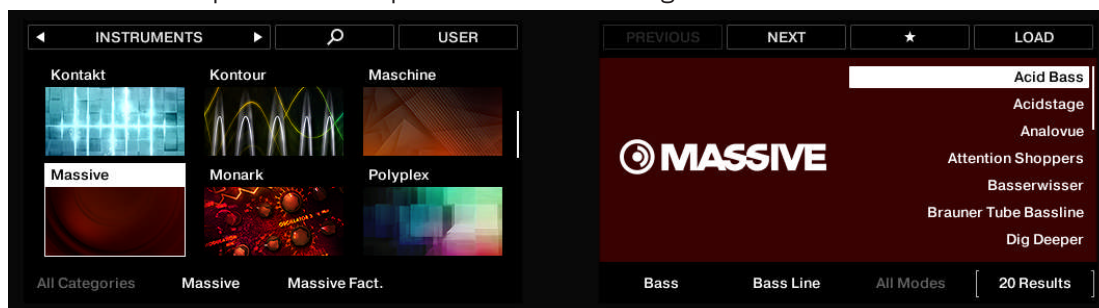 INSTRUMENTS
USER
PREVIOUS
NEXT
LOAD
Kontakt
Kontour
Maschine
Massive
Monark
Polyplex
All Categories
Massive
Massive Fact.
MASSIVE
Acid Bass
Acidstage
Analovue
Attention Shoppers
Basserwisser
Brauner Tube Bassline
Dig Deeper
Bass
Bass Line
All Modes
20 Results